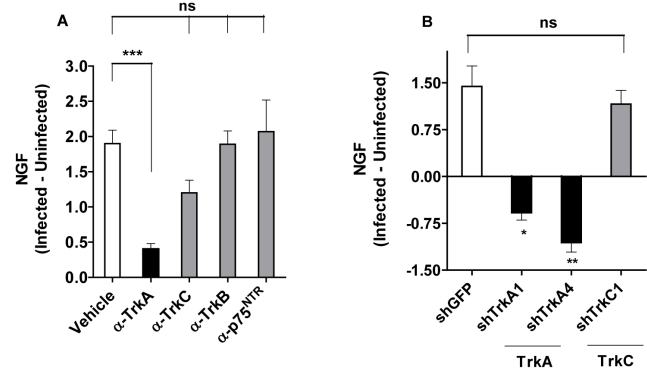 A
ns
***
NGF
(Infected - Uninfected)
3.0
2.5
2.0
1.5
1.0
0.5
0.0
Vehicle
α-TrkA
α-TrkC
α-TrkB
α-p75NTR
B
ns
NGF
(Infected - Uninfected)
1.50
0.75
0.00
-0.75
-1.50
*
**
shGFP
shTrkA1
shTrkA4
shTrkC1
TrkA
TrkC